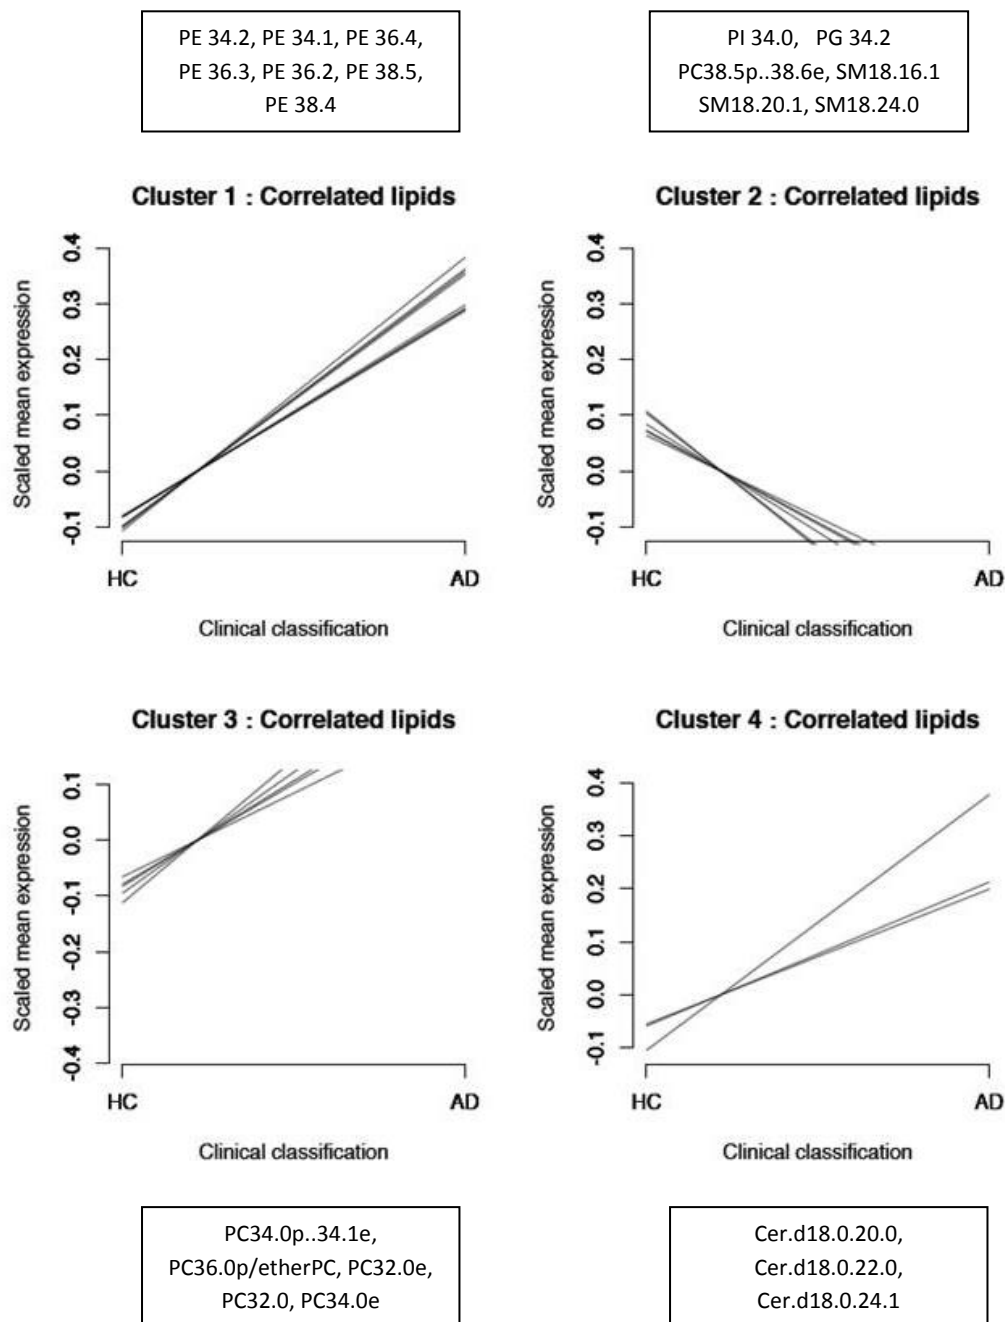 PE 34.2, PE 34.1, PE 36.4,
PE 36.3, PE 36.2, PE 38.5,
PE 38.4
PI 34.0, PG 34.2
PC38.5p..38.6e, SM18.16.1
SM18.20.1, SM18.24.0
Cluster 1 : Correlated lipids
Scaled mean expression
0.4
0.3
0.2
0.1
0.0
-0.1
HC
AD
Clinical classification
Cluster 2 : Correlated lipids
Scaled mean expression
0.4
0.3
0.2
0.1
0.0
-0.1
HC
AD
Clinical classification
Cluster 3 : Correlated lipids
Scaled mean expression
0.1
0.0
-0.1
-0.2
-0.3
-0.4
HC
AD
Clinical classification
Cluster 4 : Correlated lipids
Scaled mean expression
0.4
0.3
0.2
0.1
0.0
-0.1
HC
AD
Clinical classification
PC34.0p..34.1e,
PC36.0p/etherPC, PC32.0e,
PC32.0, PC34.0e
Cer.d18.0.20.0,
Cer.d18.0.22.0,
Cer.d18.0.24.1